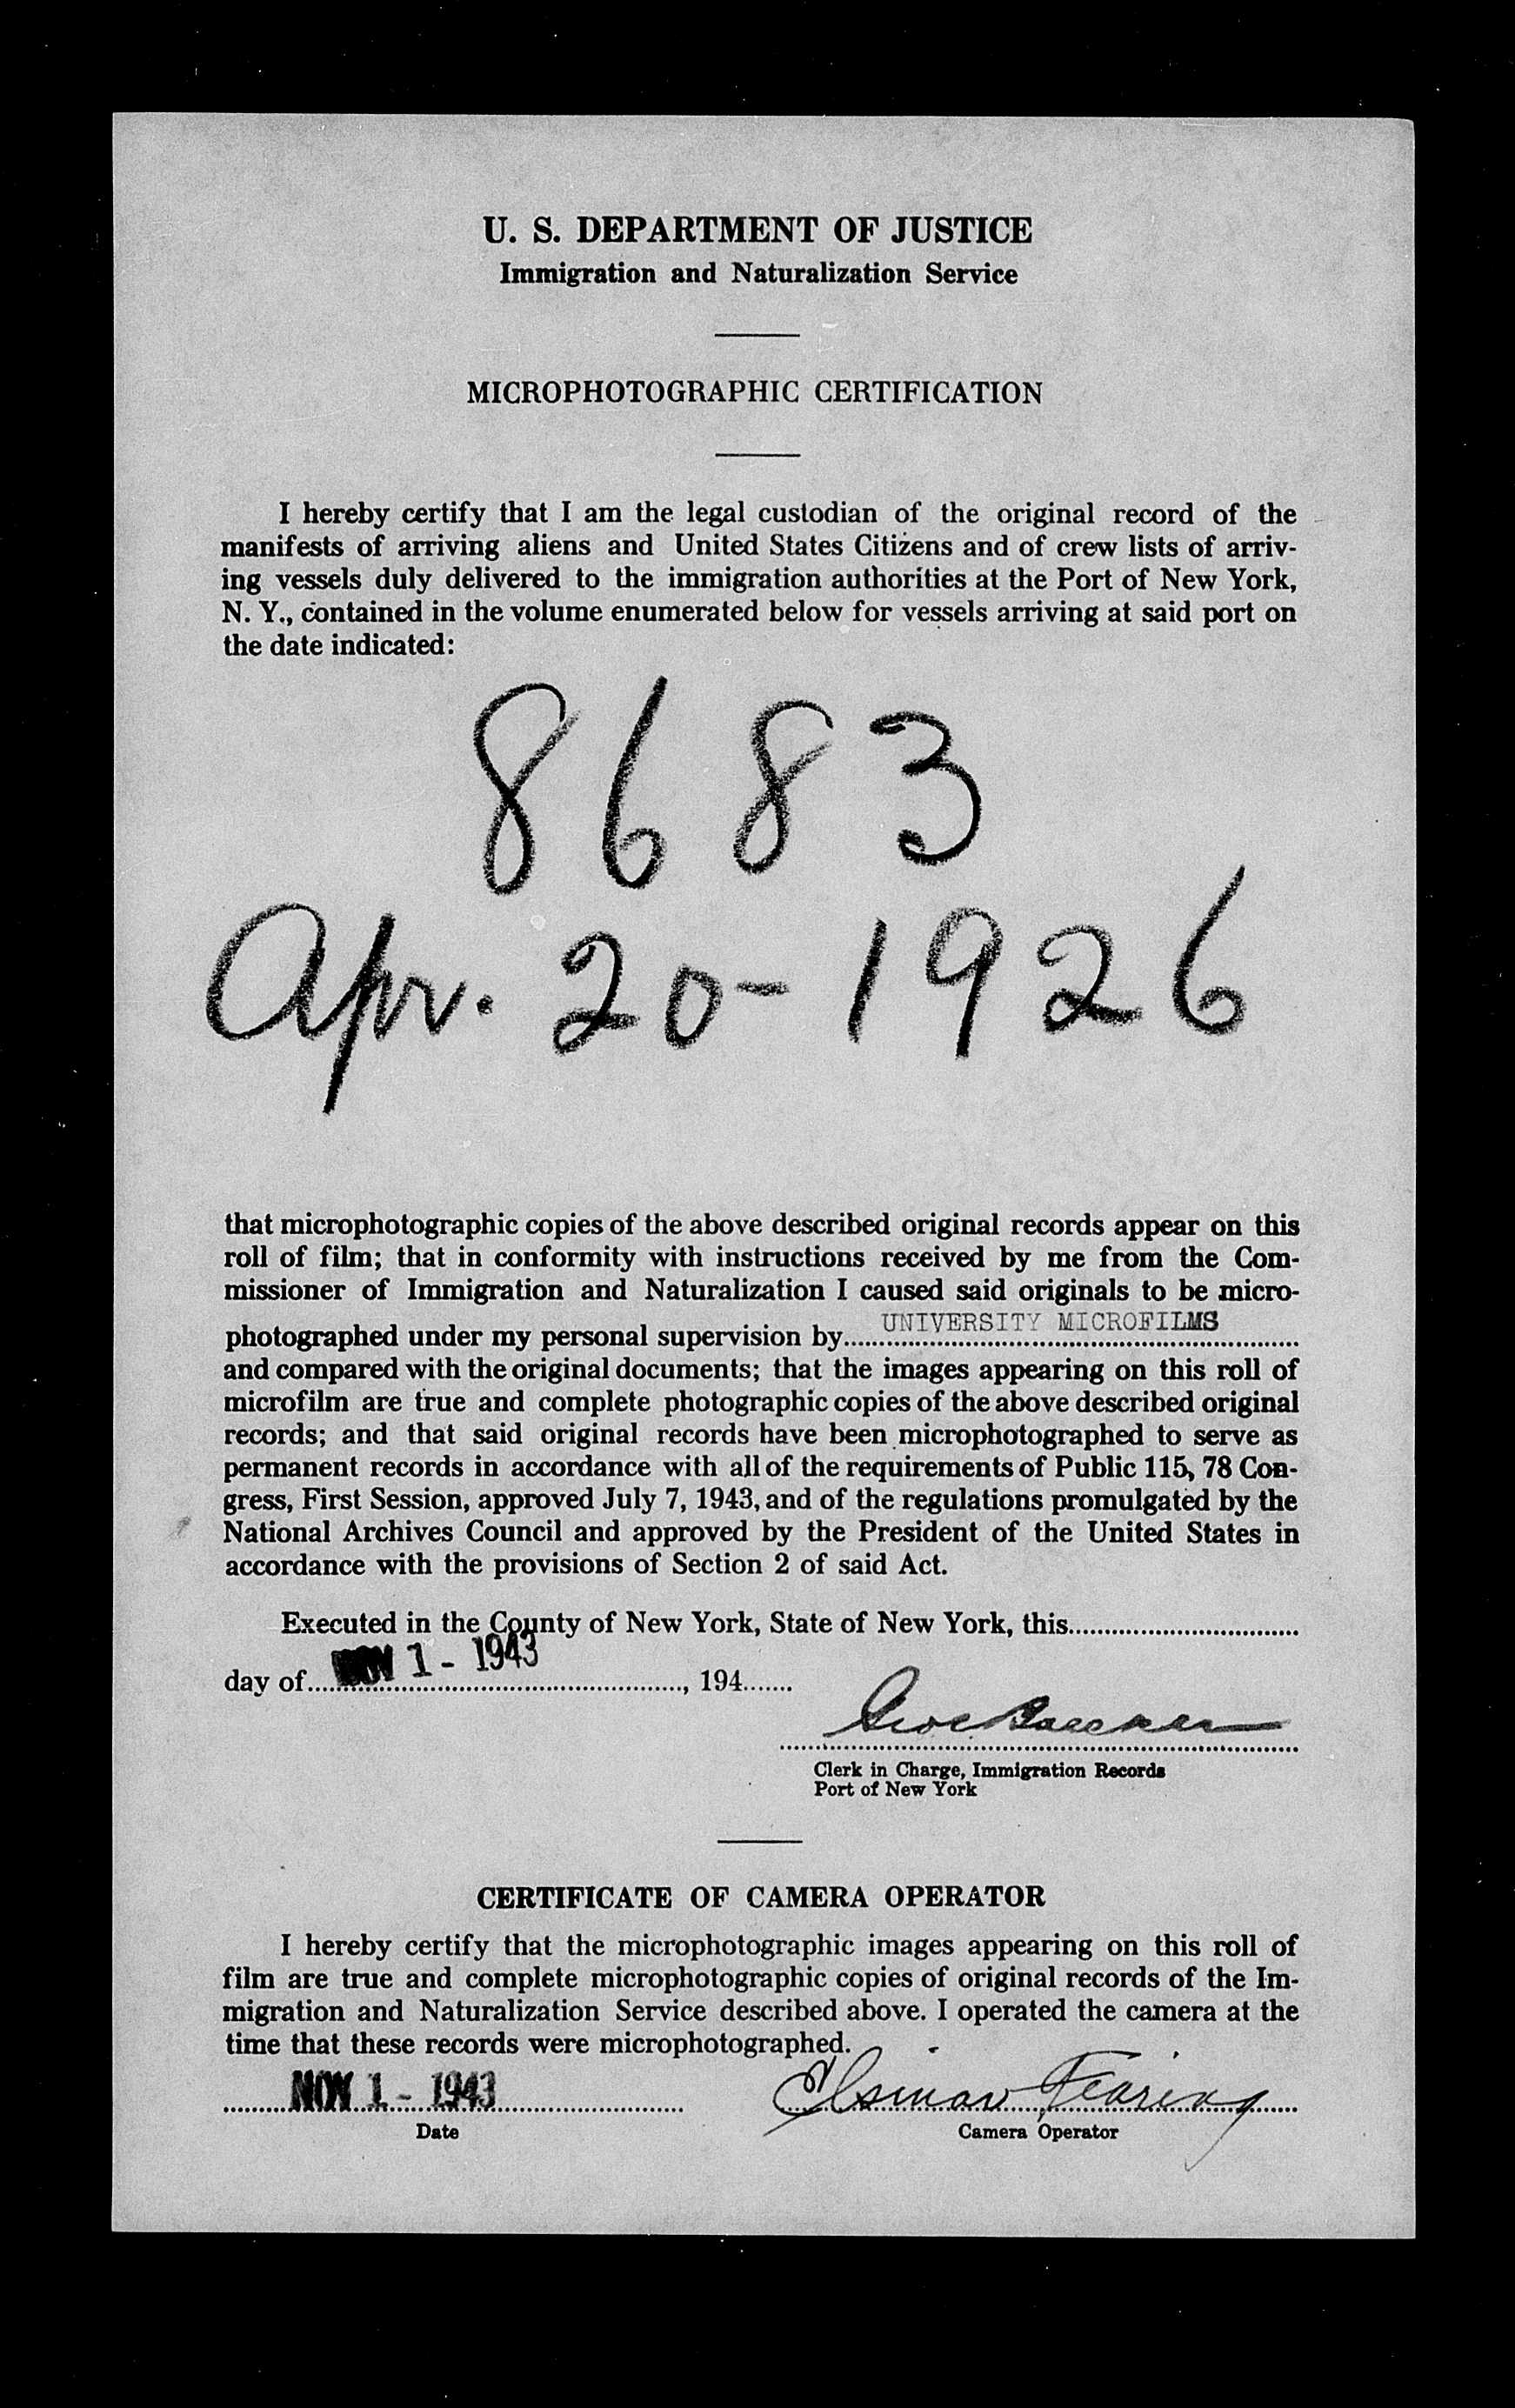 U. S. DEPARTMENT OF JUSTICE
Immigration and Naturalization Service
MICROPHOTOGRAPHIC CERTIFICATION
I hereby certify that I am the legal custodian of the original record of the
manifests of arriving aliens and United States Citizens and of crew lists of arriv-
ing vessels duly delivered to the immigration authorities at the Port of New York,
N. Y., contained in the volume enumerated below for vessels arriving at said port on
the date indicated:
8683
Apr. 20-1926
that microphotographic copies of the above described original records appear on this
roll of film; that in conformity with instructions received by me from the Com-
missioner of Immigration and Naturalization I caused said originals to be micro-
photographed under my personal supervision by UNIVERSITY MICROFILMS
and compared with the original documents; that the images appearing on this roll of
microfilm are true and complete photographic copies of the above described original
records; and that said original records have been microphotographed to serve as
permanent records in accordance with all of the requirements of Public 115, 78 Con-
gress, First Session, approved July 7, 1943, and of the regulations promulgated by the
National Archives Council and approved by the President of the United States in
accordance with the provisions of Section 2 of said Act.
Executed in the County of New York, State of New York, this
day of NOV 1 - 1943, 194
Clerk in Charge, Immigration Records
Port of New York
CERTIFICATE OF CAMERA OPERATOR
I hereby certify that the microphotographic images appearing on this roll of
film are true and complete microphotographic copies of original records of the Im-
migration and Naturalization Service described above. I operated the camera at the
time that these records were microphotographed.
NOV 1 - 1943 Fearing
Date Camera Operator